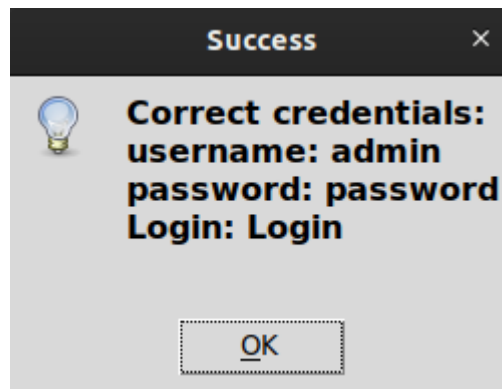 Success ×
Correct credentials:
username: admin
password: password
Login: Login
OK